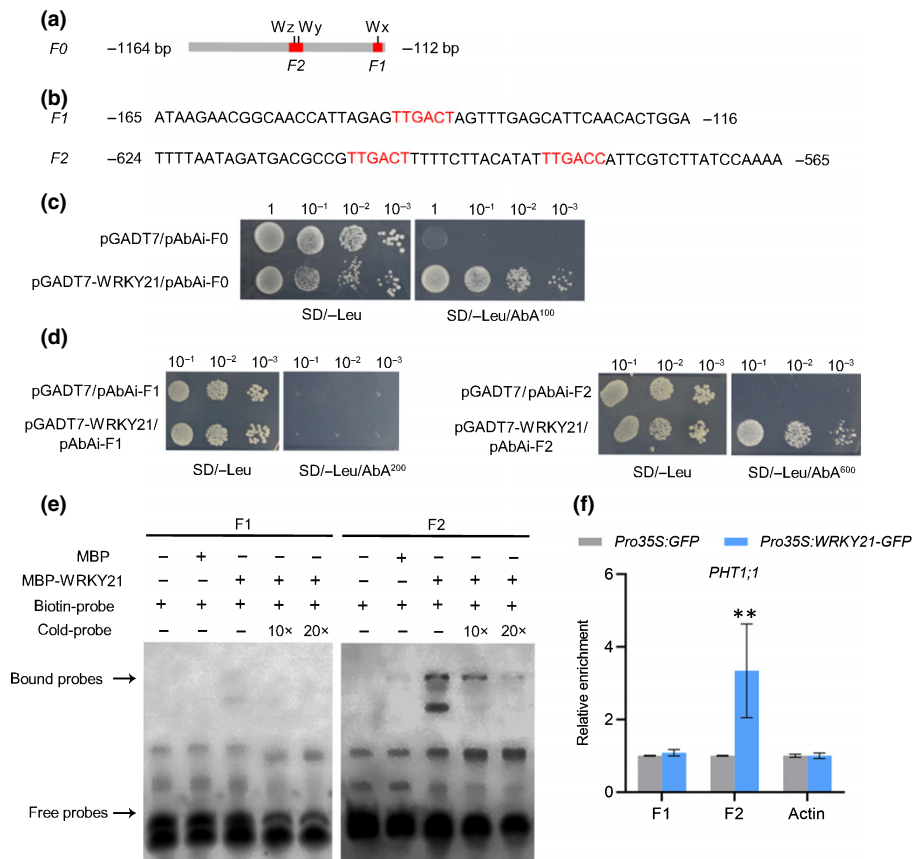 (a)
Wz Wy Wx
F0 –1164 bp –112 bp
F2 F1
(b)
F1 –165 ATAAGAACGGCAACCATTAGAGTTGACTAGTTTGAGCATTCAACACTGGA –116
F2 –624 TTTTAATAGATGACGCCGTTGACTTTTTCTTACATATTTGACCATTCGTCTTATCCAAAA –565
(c)
1 10⁻¹ 10⁻² 10⁻³ 1 10⁻¹ 10⁻² 10⁻³
pGADT7/pAbAi-F0
pGADT7-WRKY21/pAbAi-F0
SD/–Leu SD/–Leu/AbA¹⁰⁰
(d)
10⁻¹ 10⁻² 10⁻³ 10⁻¹ 10⁻² 10⁻³
pGADT7/pAbAi-F1
pGADT7-WRKY21/
pAbAi-F1
SD/–Leu SD/–Leu/AbA²⁰⁰
10⁻¹ 10⁻² 10⁻³ 10⁻¹ 10⁻² 10⁻³
pGADT7/pAbAi-F2
pGADT7-WRKY21/
pAbAi-F2
SD/–Leu SD/–Leu/AbA⁶⁰⁰
(e)
F1 F2
MBP – + – – – – + – – –
MBP-WRKY21 – – + + + – – + + +
Biotin-probe + + + + + + + + + +
Cold-probe – – – 10× 20× – – – 10× 20×
Bound probes
Free probes
(f)
Pro35S:GFP Pro35S:WRKY21-GFP
PHT1;1
Relative enrichment
6
4
2
0
**
F1 F2 Actin